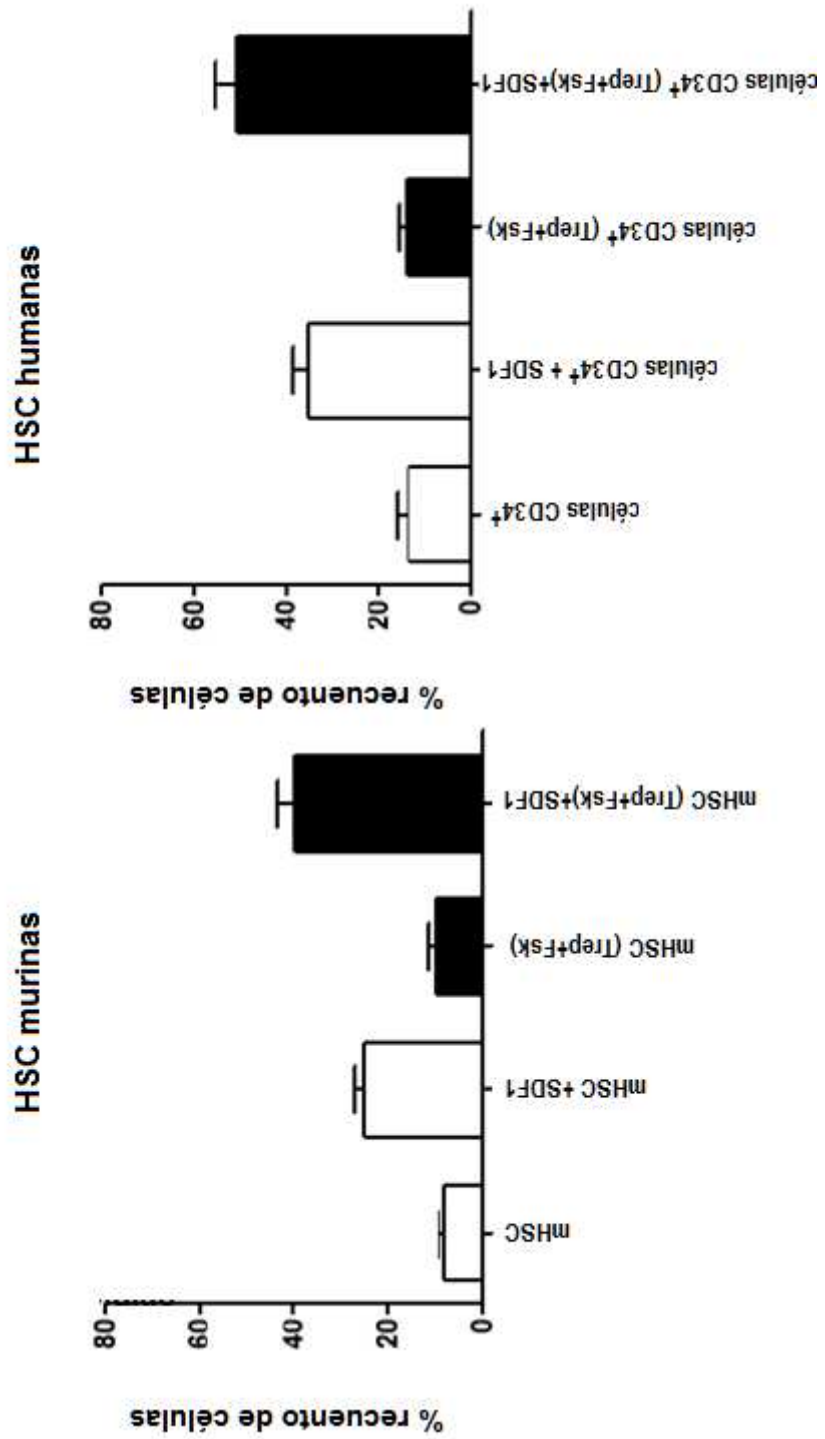 HSC murinas
% recuento de células
80
60
40
20
0
mHSC
mHSC +SDF1
mHSC (Trep+Fsk)
mHSC (Trep+Fsk)+SDF1
HSC humanas
% recuento de células
80
60
40
20
0
células CD34⁺
células CD34⁺ + SDF1
células CD34⁺ (Trep+Fsk)
células CD34⁺ (Trep+Fsk)+SDF1